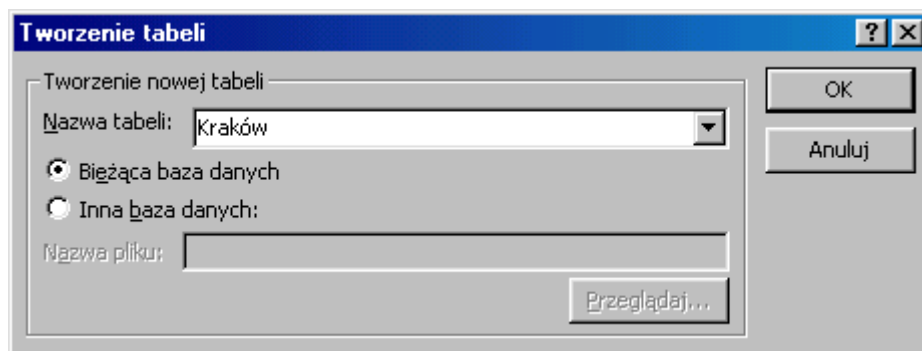 Tworzenie tabeli
Tworzenie nowej tabeli
Nazwa tabeli: Kraków
Bieżąca baza danych
Inna baza danych:
Nazwa pliku:
Przeglądaj...
OK
Anuluj